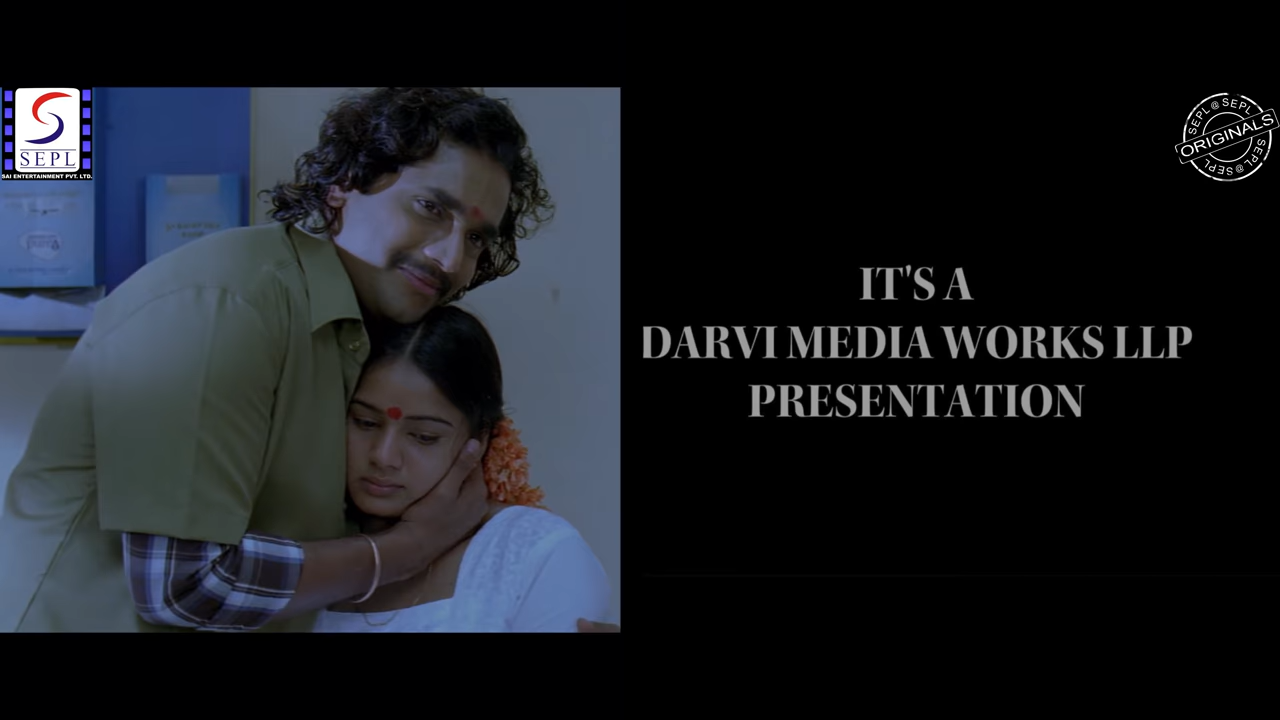 SEPL
SAI ENTERTAINMENT PVT. LTD.
SEPL@SEPL
ORIGINALS
SEPL@SEPL
IT'S A
DARVI MEDIA WORKS LLP
PRESENTATION